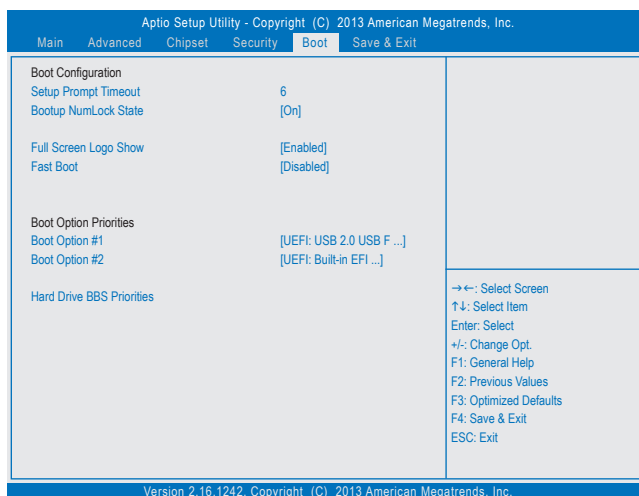 Aptio Setup Utility - Copyright (C) 2013 American Megatrends, Inc.
Main Advanced Chipset Security Boot Save & Exit
Boot Configuration
Setup Prompt Timeout 6
Bootup NumLock State [On]
Full Screen Logo Show [Enabled]
Fast Boot [Disabled]
Boot Option Priorities
Boot Option #1 [UEFI: USB 2.0 USB F ...]
Boot Option #2 [UEFI: Built-in EFI ...]
Hard Drive BBS Priorities
→←: Select Screen
↑↓: Select Item
Enter: Select
+/-: Change Opt.
F1: General Help
F2: Previous Values
F3: Optimized Defaults
F4: Save & Exit
ESC: Exit
Version 2.16.1242. Copyright (C) 2013 American Megatrends, Inc.